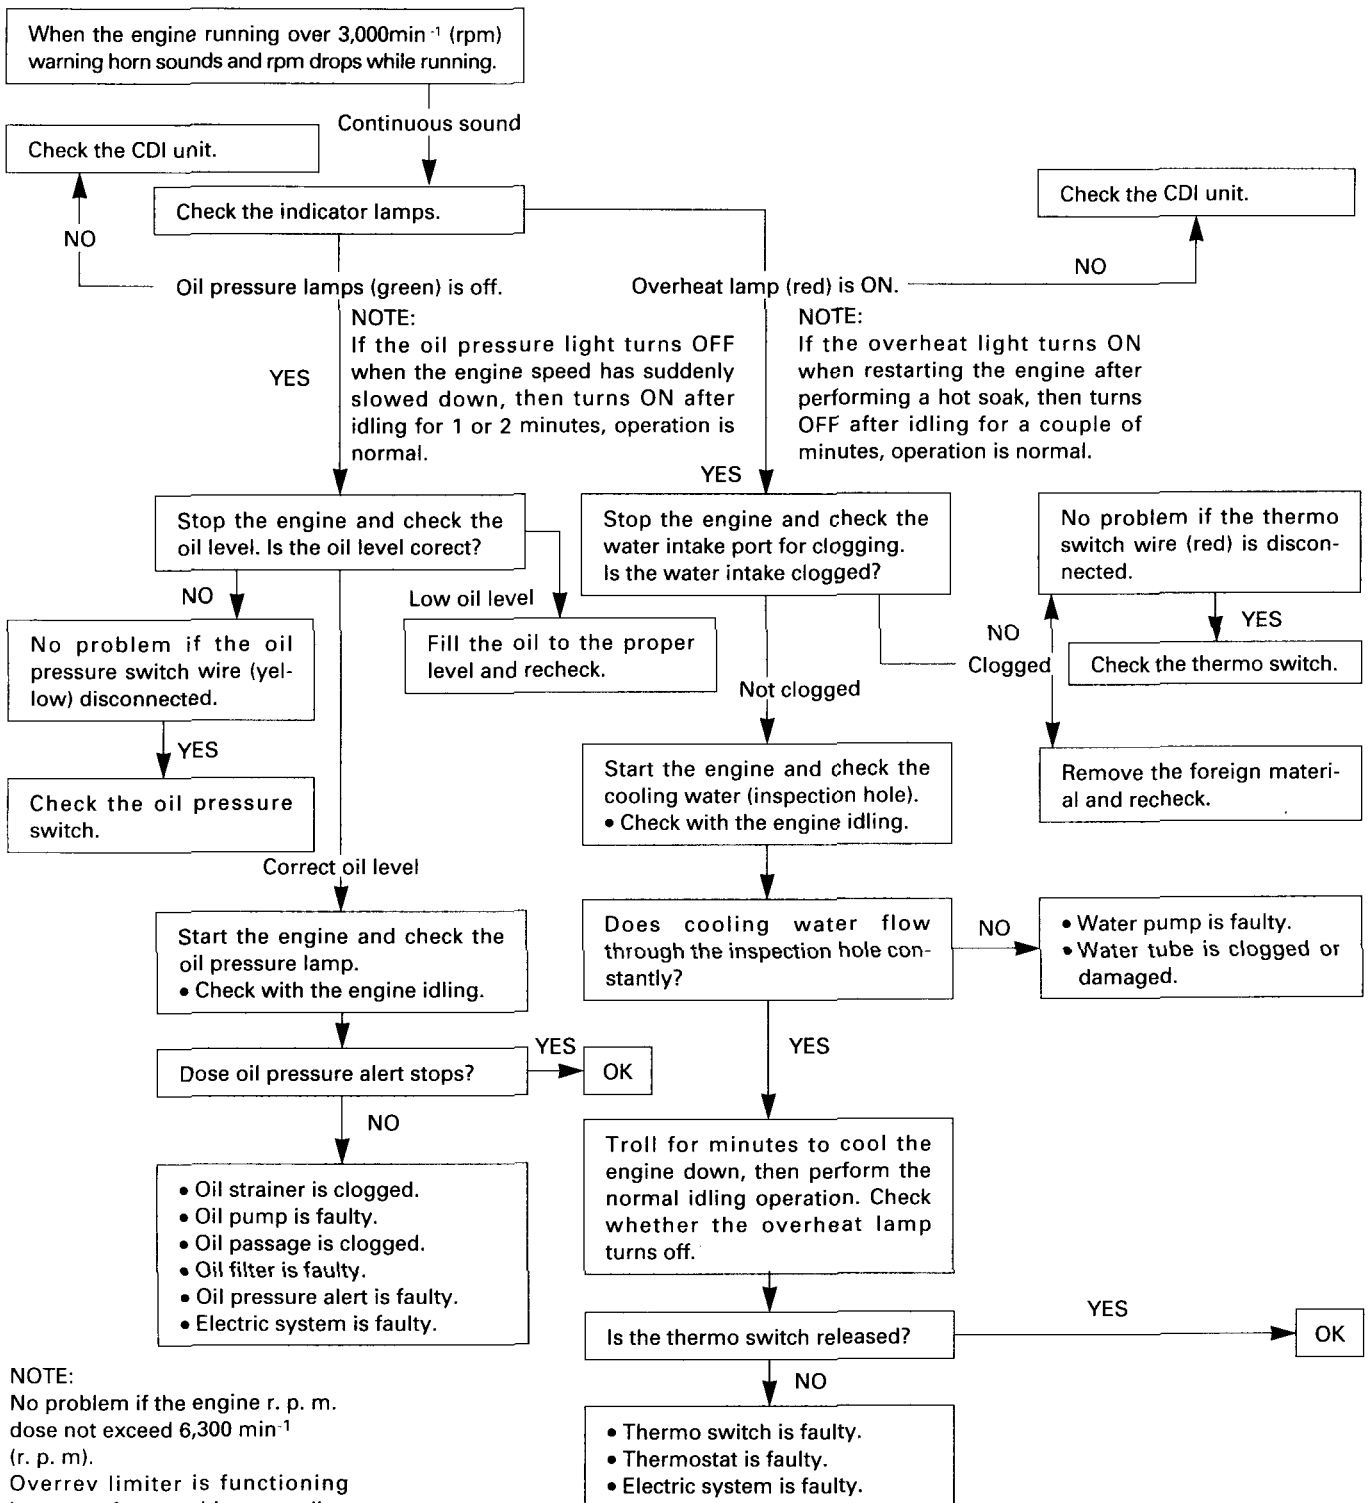 When the engine running over 3,000min⁻¹ (rpm)
warning horn sounds and rpm drops while running.
Continuous sound
Check the CDI unit.
Check the indicator lamps.
Check the CDI unit.
NO
Oil pressure lamps (green) is off.
Overheat lamp (red) is ON.
NO
NOTE:
If the oil pressure light turns OFF
when the engine speed has suddenly
slowed down, then turns ON after
idling for 1 or 2 minutes, operation is
normal.
YES
NOTE:
If the overheat light turns ON
when restarting the engine after
performing a hot soak, then turns
OFF after idling for a couple of
minutes, operation is normal.
YES
Stop the engine and check the
oil level. Is the oil level corect?
Stop the engine and check the
water intake port for clogging.
Is the water intake clogged?
No problem if the thermo
switch wire (red) is discon-
nected.
NO
Low oil level
NO
Clogged
YES
No problem if the oil
pressure switch wire (yel-
low) disconnected.
Fill the oil to the proper
level and recheck.
Check the thermo switch.
Not clogged
YES
Check the oil pressure
switch.
Start the engine and check the
cooling water (inspection hole).
• Check with the engine idling.
Remove the foreign materi-
al and recheck.
Correct oil level
Start the engine and check the
oil pressure lamp.
• Check with the engine idling.
Does cooling water flow
through the inspection hole con-
stantly?
NO
• Water pump is faulty.
• Water tube is clogged or
damaged.
Dose oil pressure alert stops?
YES
OK
YES
NO
Troll for minutes to cool the
engine down, then perform the
normal idling operation. Check
whether the overheat lamp
turns off.
• Oil strainer is clogged.
• Oil pump is faulty.
• Oil passage is clogged.
• Oil filter is faulty.
• Oil pressure alert is faulty.
• Electric system is faulty.
Is the thermo switch released?
YES
OK
NO
NOTE:
No problem if the engine r. p. m.
dose not exceed 6,300 min⁻¹
(r. p. m).
Overrev limiter is functioning
• Thermo switch is faulty.
• Thermostat is faulty.
• Electric system is faulty.